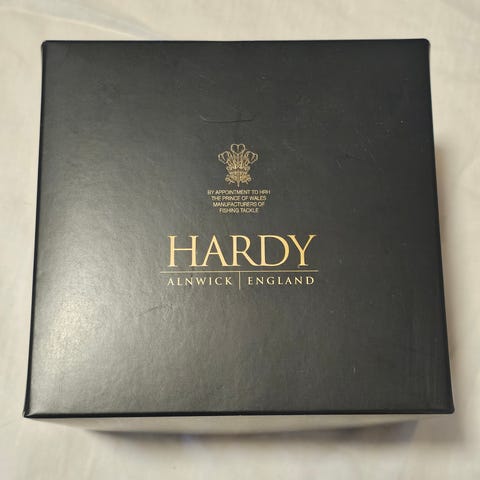 BY APPOINTMENT TO HRH
THE PRINCE OF WALES
MANUFACTURERS OF
FISHING TACKLE
HARDY
ALNWICK | ENGLAND